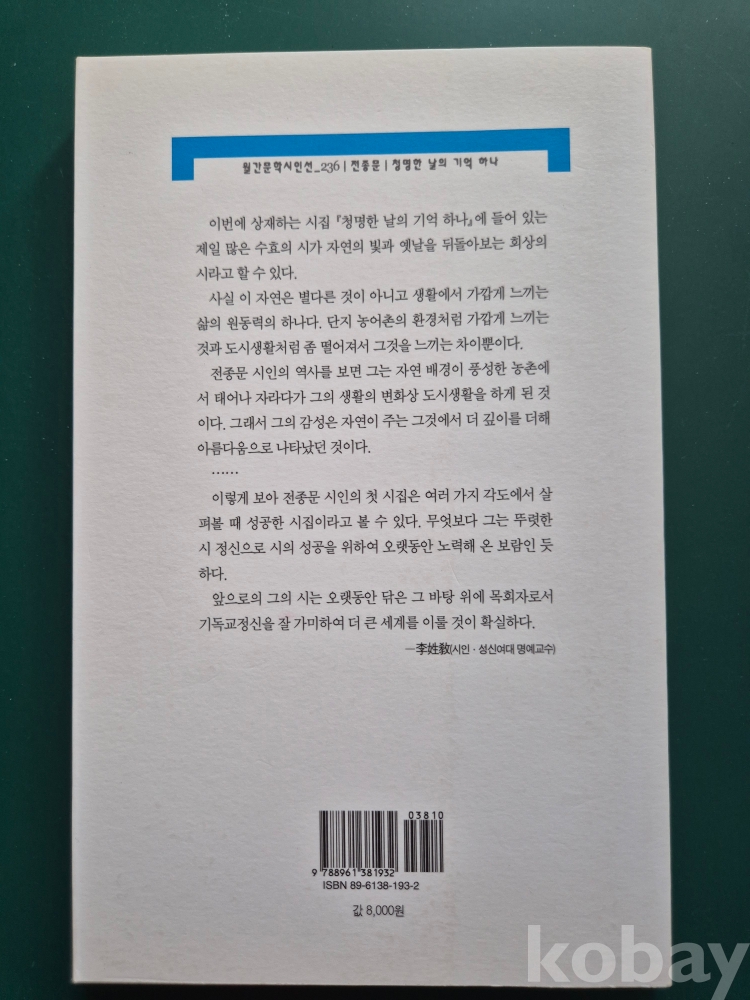 월간문학시인선_236 | 전종문 | 청명한 날의 기억 하나
이번에 상재하는 시집 『청명한 날의 기억 하나』에 들어 있는
제일 많은 수효의 시가 자연의 빛과 옛날을 뒤돌아보는 회상의
시라고 할 수 있다.
사실 이 자연은 별다른 것이 아니고 생활에서 가깝게 느끼는
삶의 원동력의 하나다. 단지 농어촌의 환경처럼 가깝게 느끼는
것과 도시생활처럼 좀 떨어져서 그것을 느끼는 차이뿐이다.
전종문 시인의 역사를 보면 그는 자연 배경이 풍성한 농촌에
서 태어나 자라다가 그의 생활의 변화상 도시생활을 하게 된 것
이다. 그래서 그의 감성은 자연이 주는 그것에서 더 깊이를 더해
아름다움으로 나타났던 것이다.
……
이렇게 보아 전종문 시인의 첫 시집은 여러 가지 각도에서 살
펴볼 때 성공한 시집이라고 볼 수 있다. 무엇보다 그는 뚜렷한
시 정신으로 시의 성공을 위하여 오랫동안 노력해 온 보람인 듯
하다.
앞으로의 그의 시는 오랫동안 닦은 그 바탕 위에 목회자로서
기독교정신을 잘 가미하여 더 큰 세계를 이룰 것이 확실하다.
―李姓敎(시인 · 성신여대 명예교수)
03810
9 788961 381932
ISBN 89-6138-193-2
값 8,000원
kobay